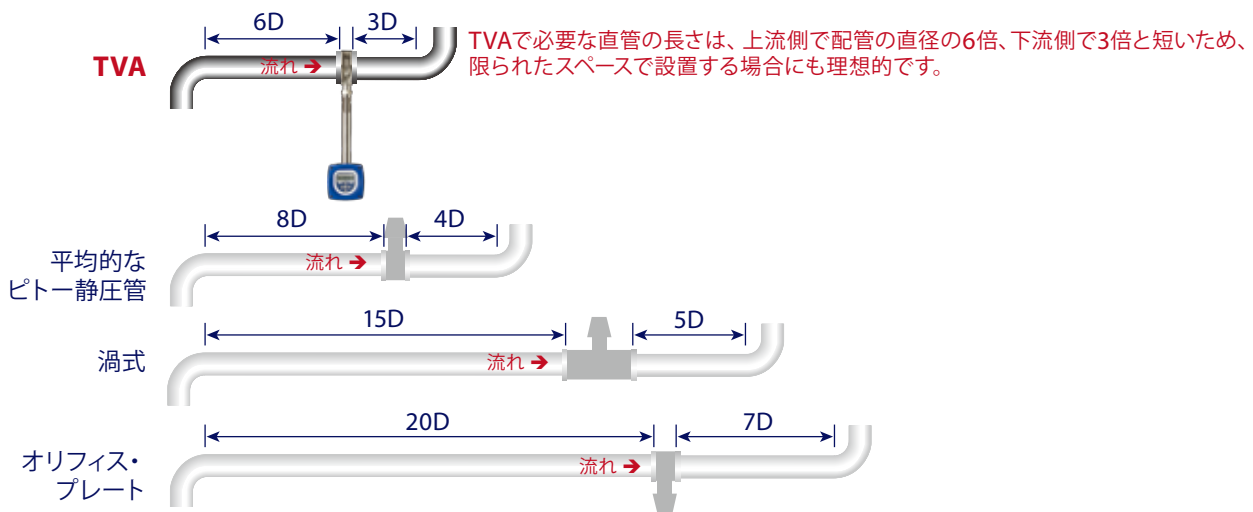 6D
3D
TVA
流れ ➔
TVAで必要な直管の長さは、上流側で配管の直径の6倍、下流側で3倍と短いため、
限られたスペースで設置する場合にも理想的です。
8D
4D
平均的な
ピトー静圧管
流れ ➔
15D
5D
渦式
流れ ➔
20D
7D
オリフィス・
プレート
流れ ➔